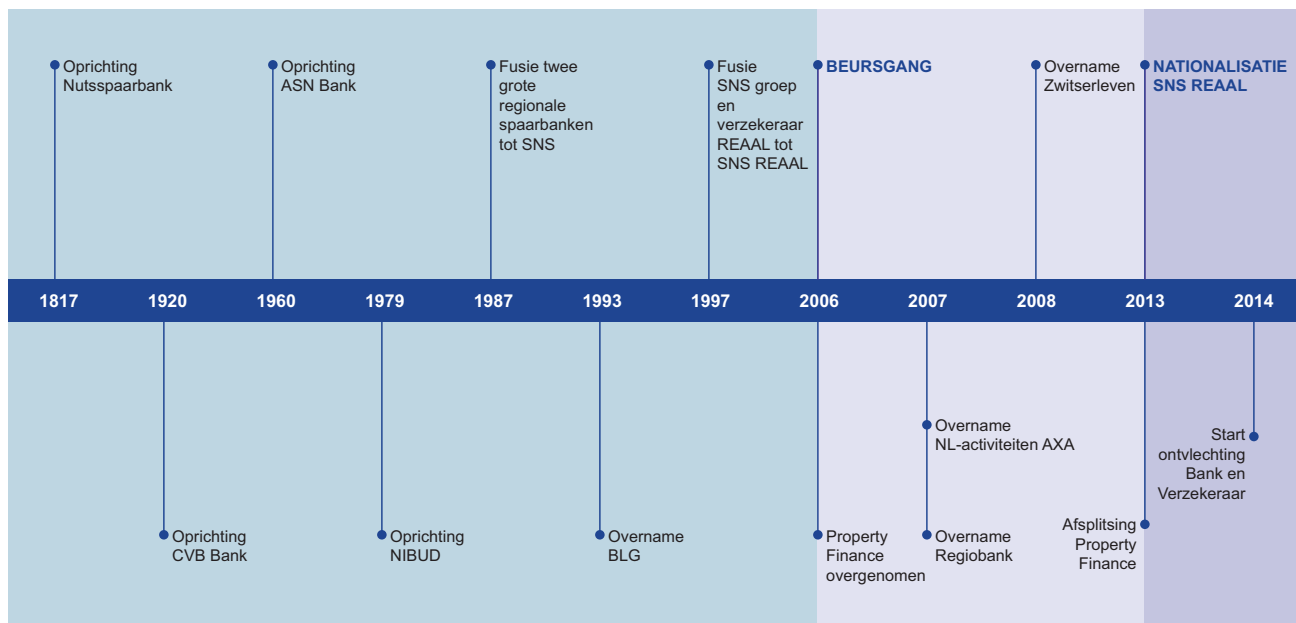 Oprichting
Nutsspaarbank
Oprichting
ASN Bank
Fusie twee
grote
regionale
spaarbanken
tot SNS
Fusie
SNS groep
en
verzekeraar
REAAL tot
SNS REAAL
BEURSGANG
Overname
Zwitserleven
NATIONALISATIE
SNS REAAL
1817 1920 1960 1979 1987 1993 1997 2006 2007 2008 2013 2014
Oprichting
CVB Bank
Oprichting
NIBUD
Overname
BLG
Property
Finance
overgenomen
Overname
NL-activiteiten AXA
Overname
Regiobank
Afsplitsing
Property
Finance
Start
ontvlechting
Bank en
Verzekeraar